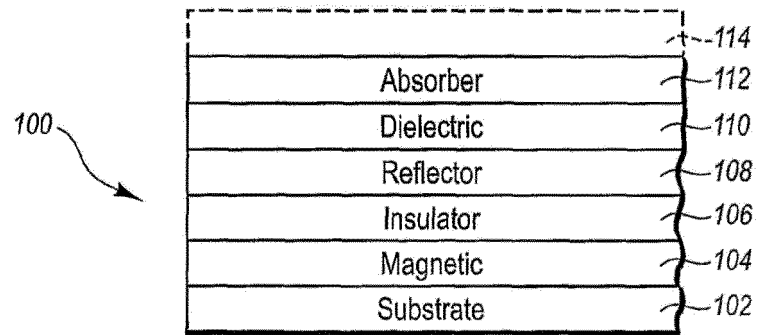 114
Absorber 112
100 Dielectric 110
Reflector 108
Insulator 106
Magnetic 104
Substrate 102